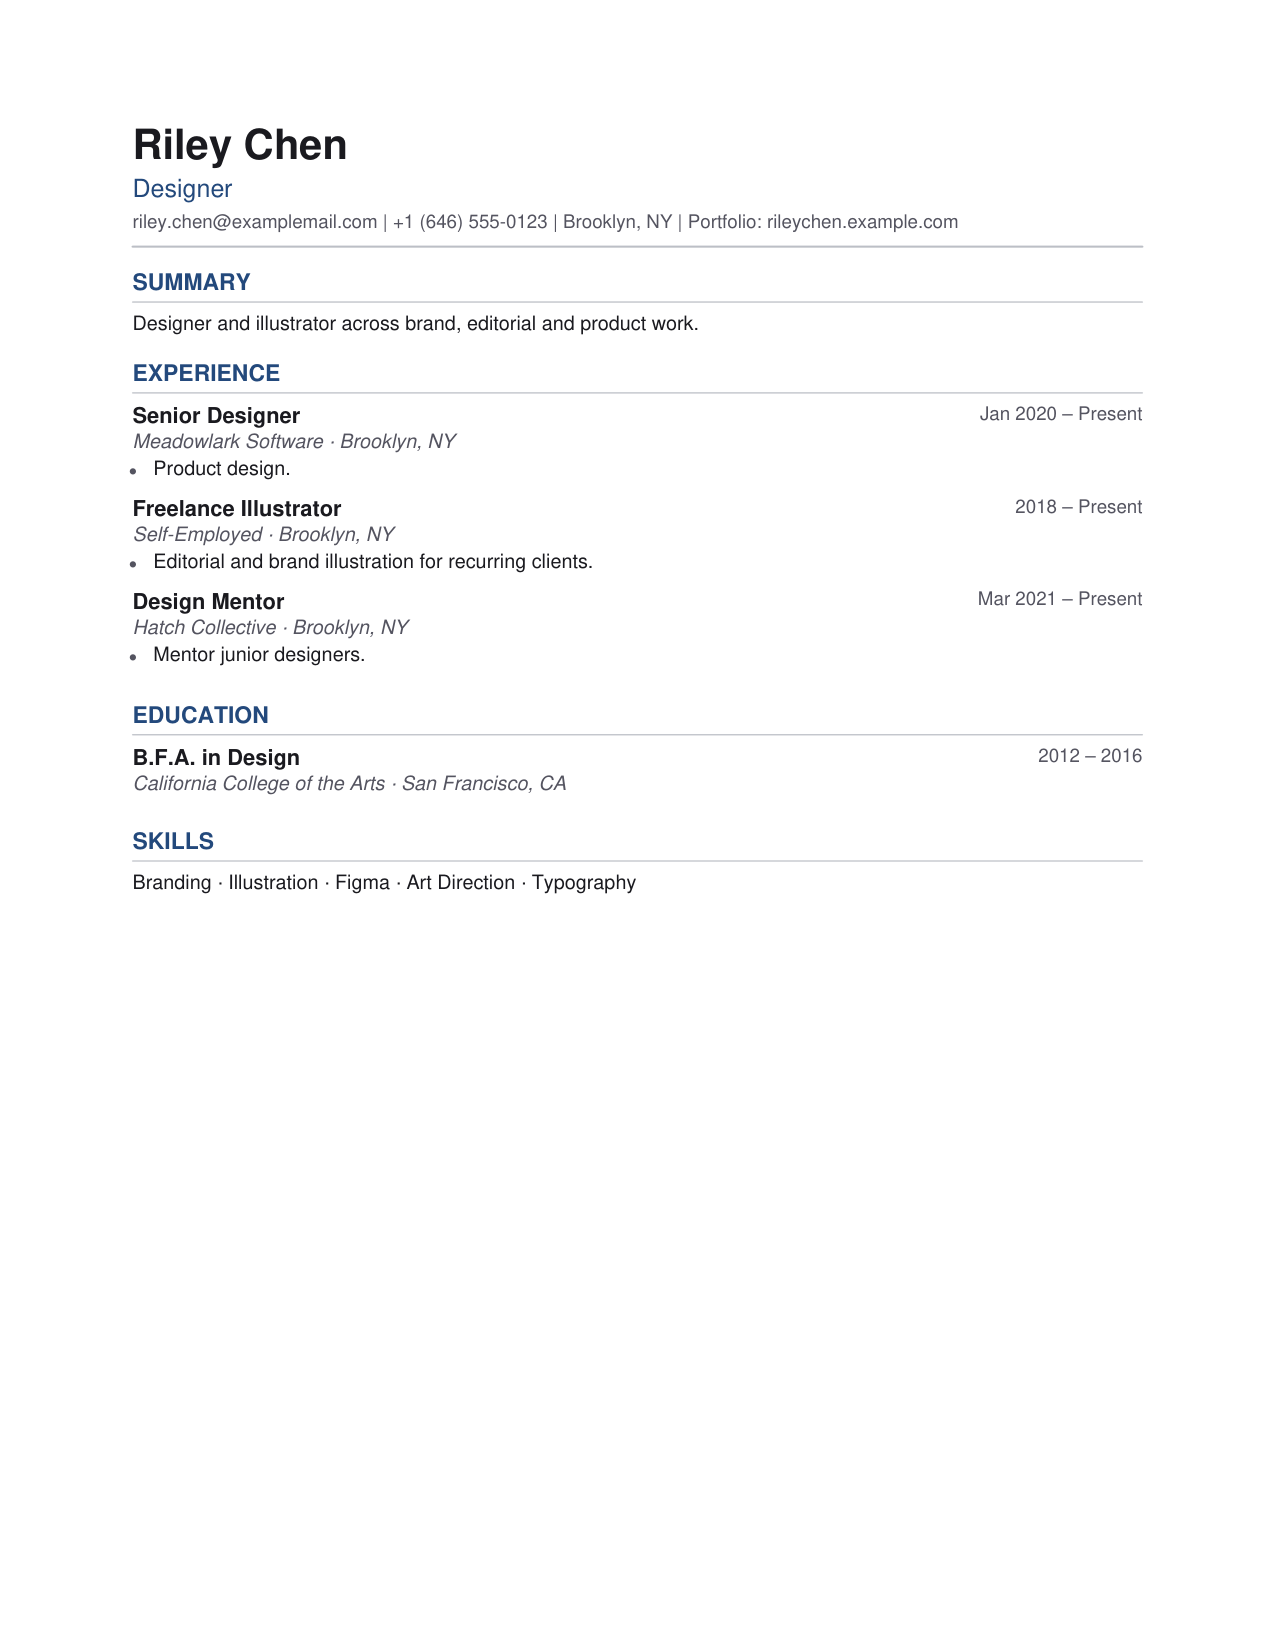 Riley Chen
Designer
riley.chen@examplemail.com | +1 (646) 555-0123 | Brooklyn, NY | Portfolio: rileychen.example.com
SUMMARY
Designer and illustrator across brand, editorial and product work.
EXPERIENCE
Senior Designer Jan 2020 – Present
Meadowlark Software · Brooklyn, NY
• Product design.
Freelance Illustrator 2018 – Present
Self-Employed · Brooklyn, NY
• Editorial and brand illustration for recurring clients.
Design Mentor Mar 2021 – Present
Hatch Collective · Brooklyn, NY
• Mentor junior designers.
EDUCATION
B.F.A. in Design 2012 – 2016
California College of the Arts · San Francisco, CA
SKILLS
Branding · Illustration · Figma · Art Direction · Typography